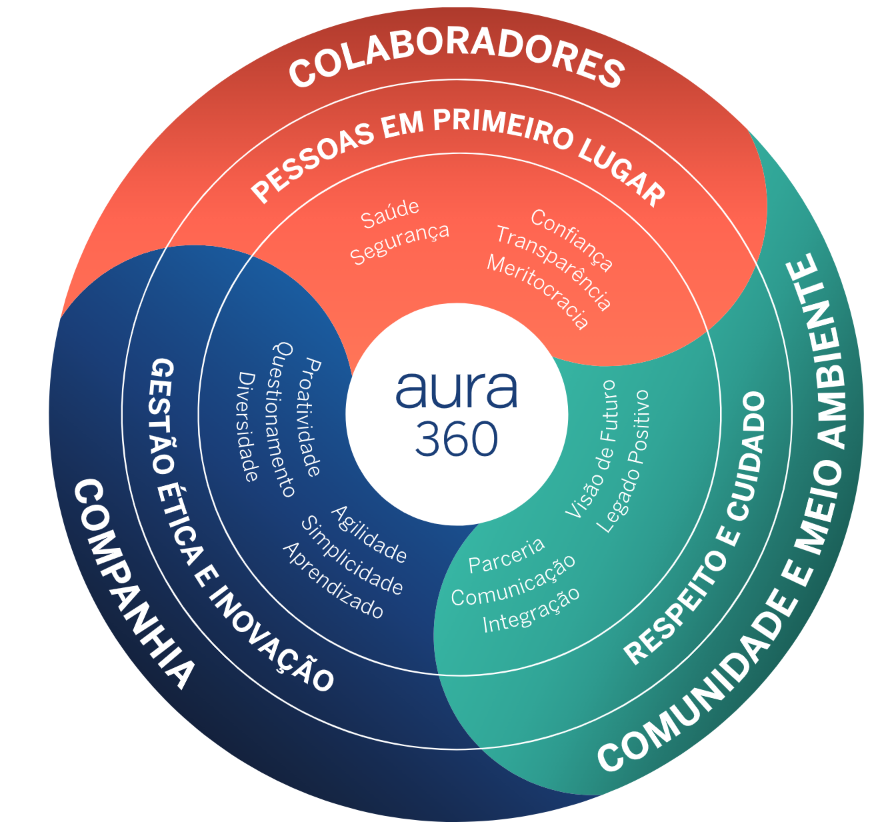 COLABORADORES
PESSOAS EM PRIMEIRO LUGAR
Saúde
Segurança
Confiança
Transparência
Meritocracia
COMUNIDADE E MEIO AMBIENTE
RESPEITO E CUIDADO
Visão de Futuro
Legado Positivo
Parceria
Comunicação
Integração
COMPANHIA
GESTÃO ÉTICA E INOVAÇÃO
Proatividade
Questionamento
Diversidade
Agilidade
Simplicidade
Aprendizado
aura
360